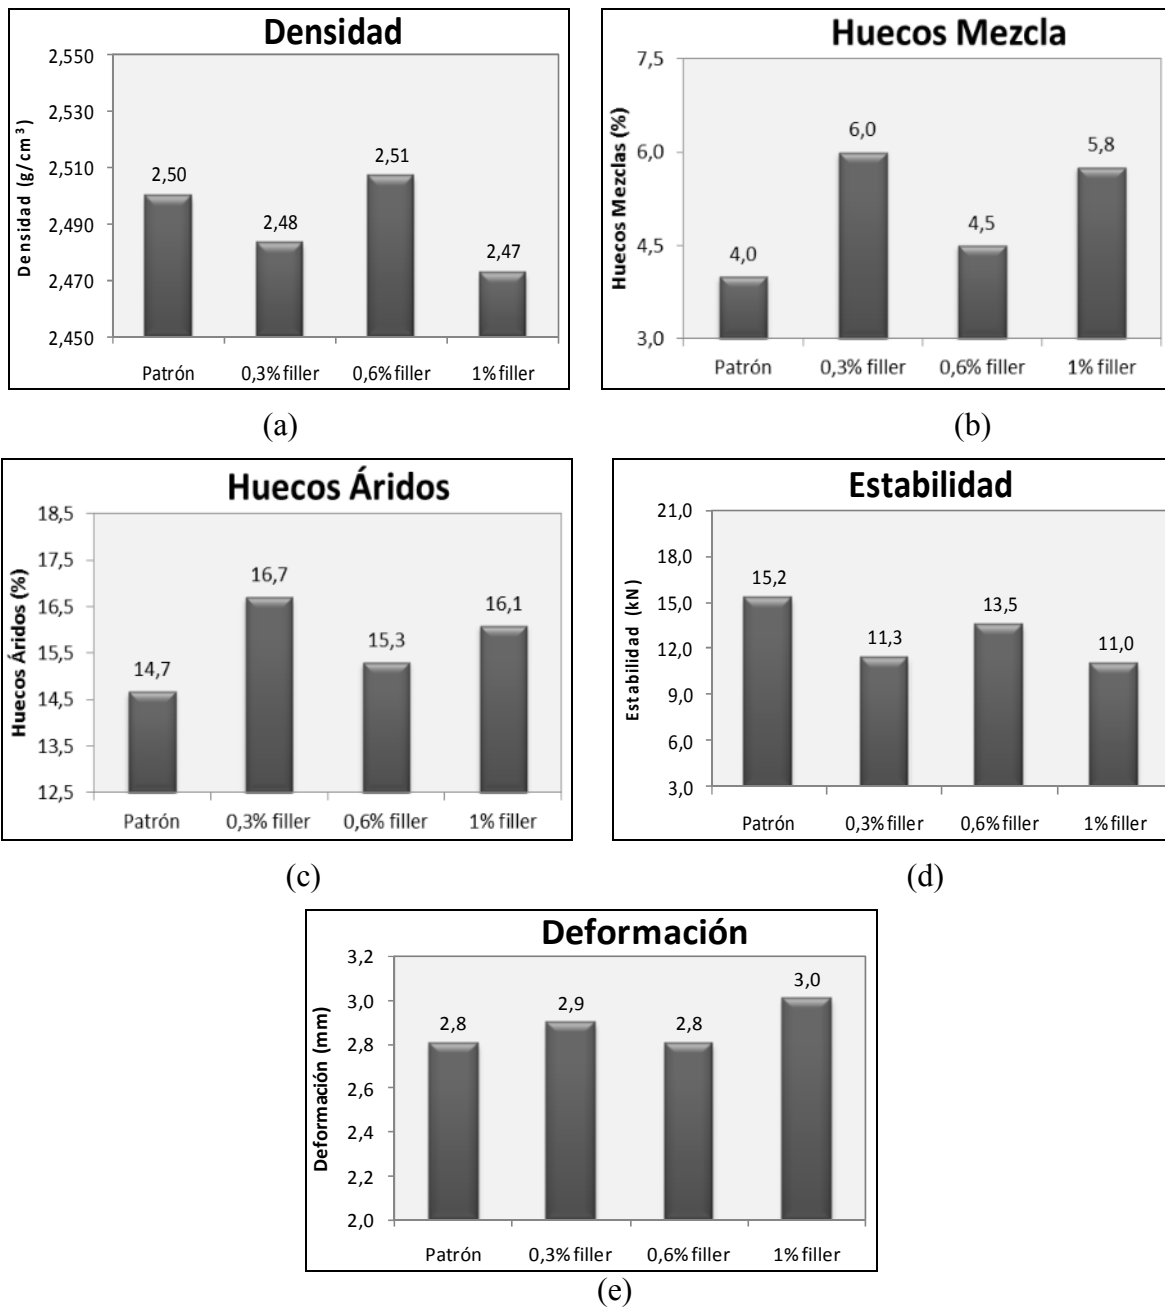 Densidad
Densidad (g/cm³)
2,550
2,530
2,510
2,490
2,470
2,450
2,50
2,48
2,51
2,47
Patrón 0,3% filler 0,6% filler 1% filler
(a)
Huecos Mezcla
Huecos Mezclas (%)
7,5
6,0
4,5
3,0
4,0
6,0
4,5
5,8
Patrón 0,3% filler 0,6% filler 1% filler
(b)
Huecos Áridos
Huecos Áridos (%)
18,5
17,5
16,5
15,5
14,5
13,5
12,5
14,7
16,7
15,3
16,1
Patrón 0,3% filler 0,6% filler 1% filler
(c)
Estabilidad
Estabilidad (kN)
21,0
18,0
15,0
12,0
9,0
6,0
3,0
15,2
11,3
13,5
11,0
Patrón 0,3% filler 0,6% filler 1% filler
(d)
Deformación
Deformación (mm)
3,2
3,0
2,8
2,6
2,4
2,2
2,0
2,8
2,9
2,8
3,0
Patrón 0,3% filler 0,6% filler 1% filler
(e)